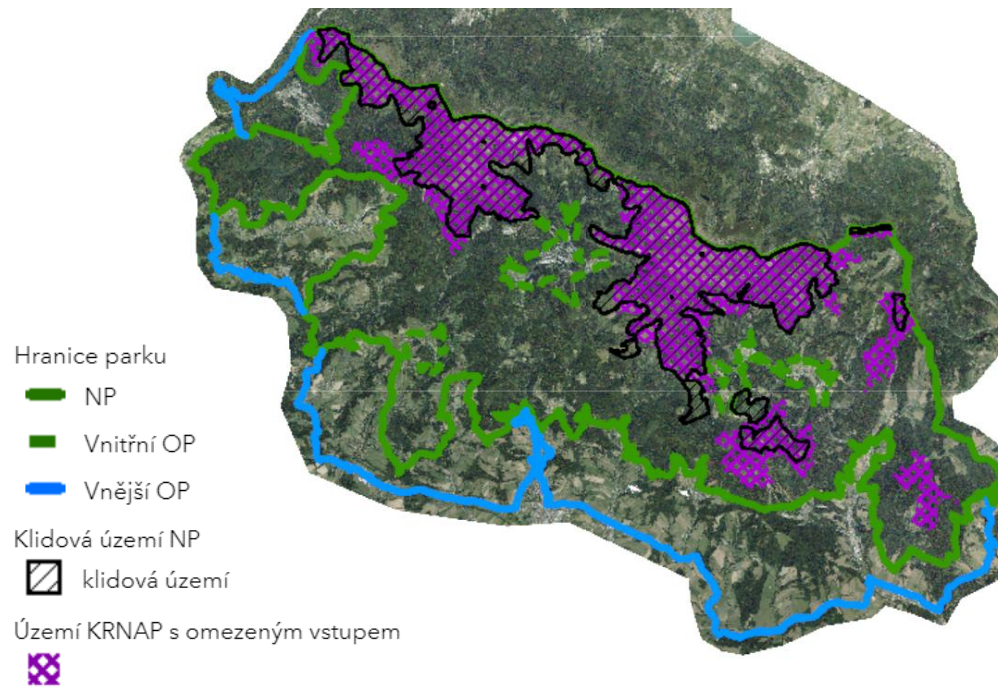 Hranice parku
NP
Vnitřní OP
Vnější OP
Klidová území NP
klidová území
Území KRNAP s omezeným vstupem